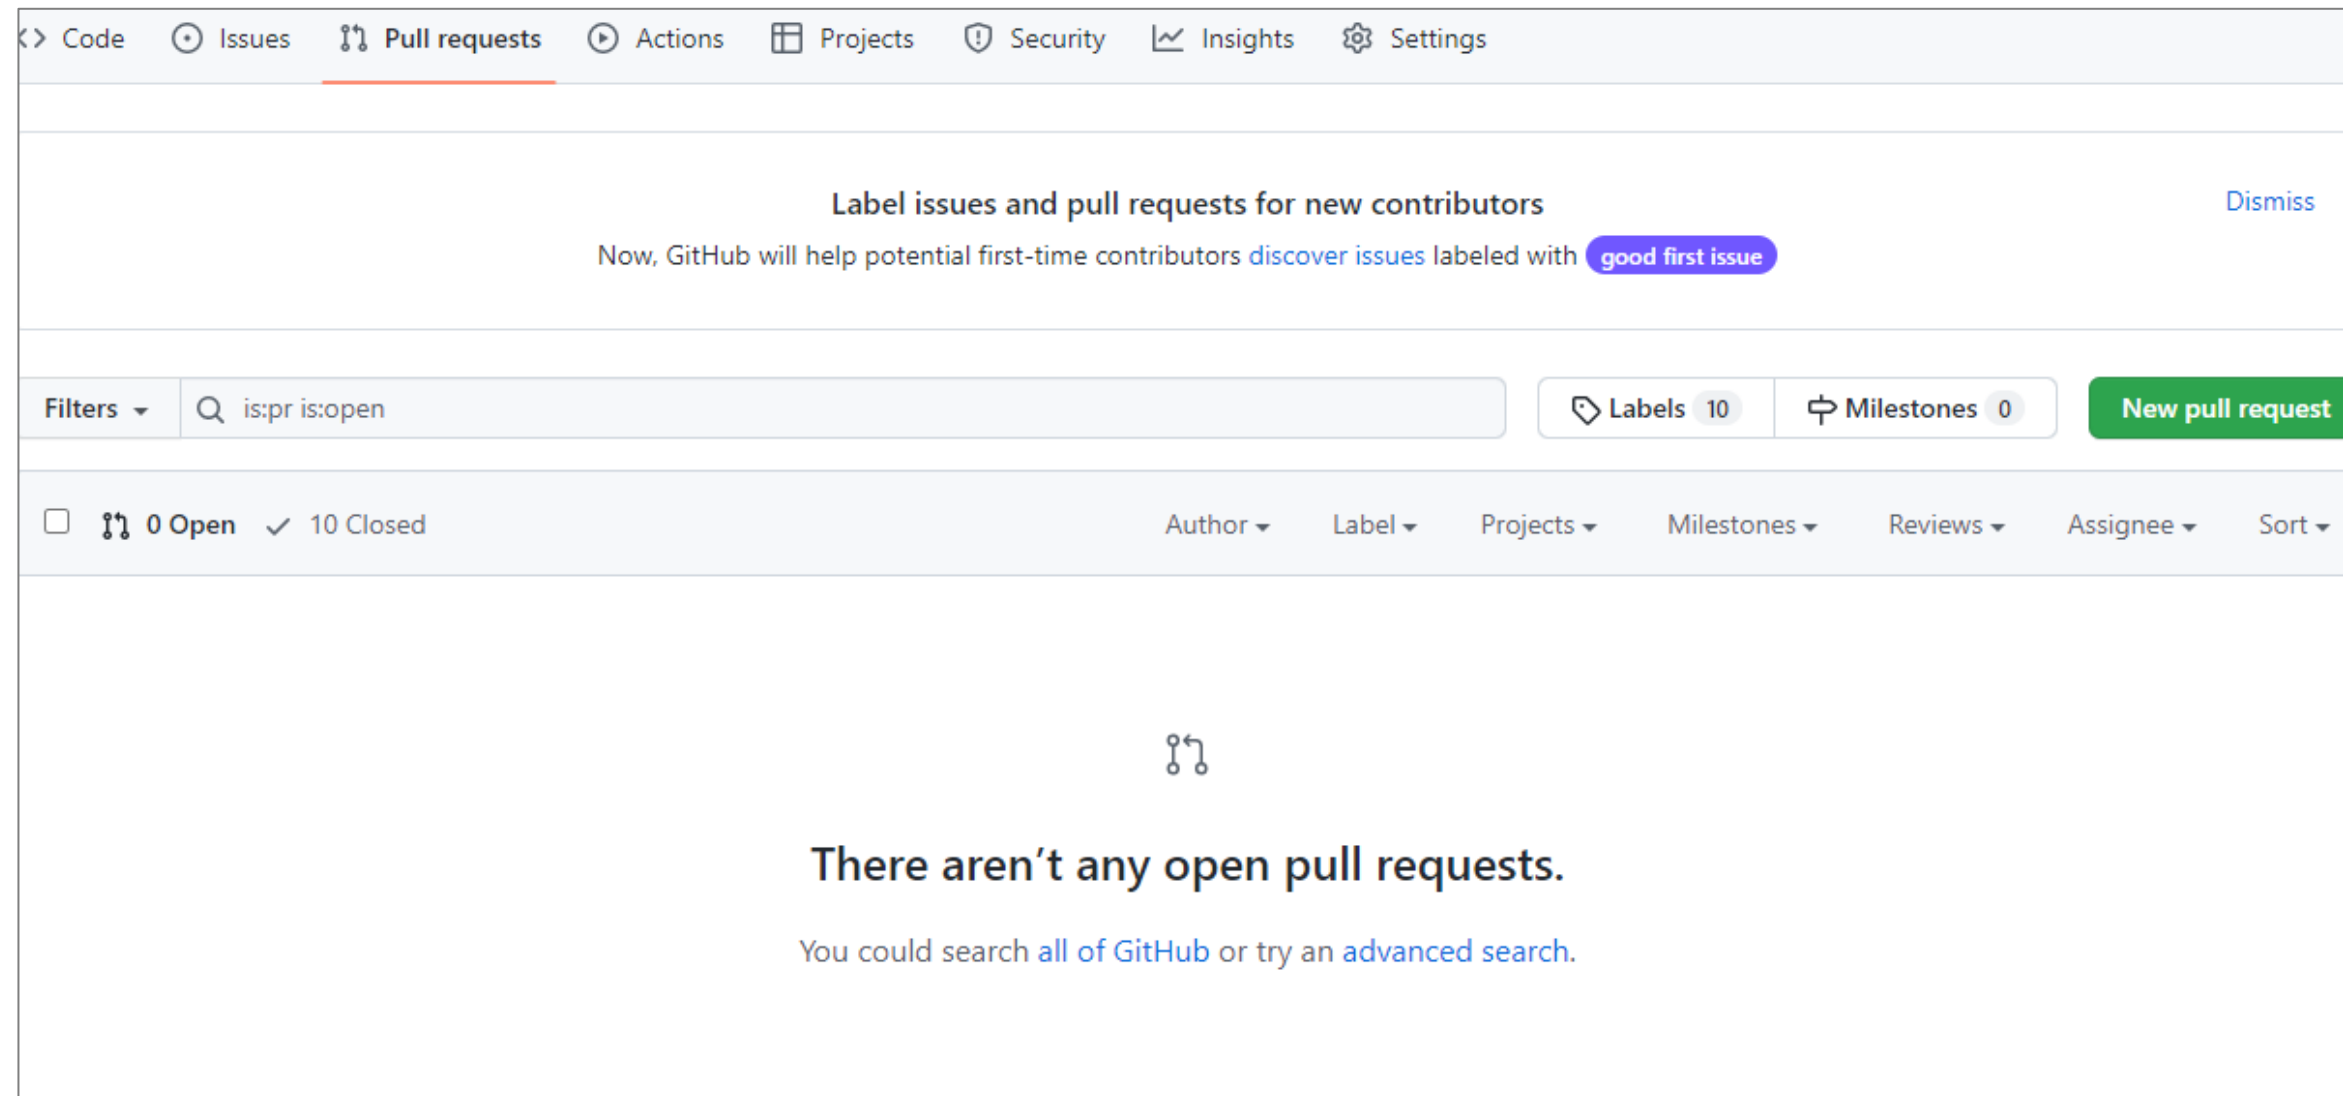 Code Issues Pull requests Actions Projects Security Insights Settings
Label issues and pull requests for new contributors
Dismiss
Now, GitHub will help potential first-time contributors discover issues labeled with good first issue
Filters is:pr is:open Labels 10 Milestones 0 New pull request
0 Open 10 Closed Author Label Projects Milestones Reviews Assignee Sort
There aren’t any open pull requests.
You could search all of GitHub or try an advanced search.